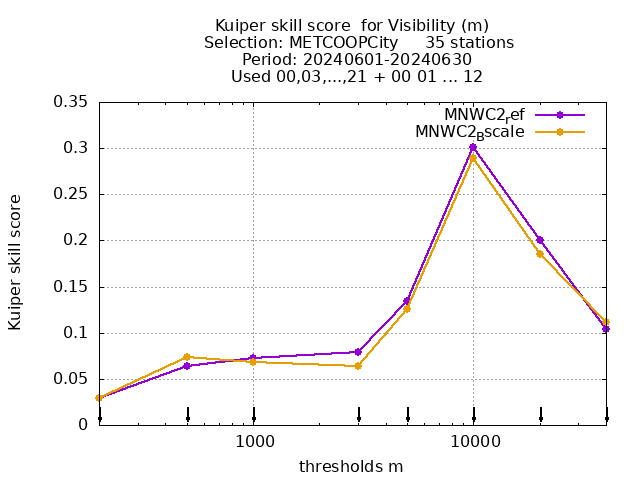 Kuiper skill score  for Visibility (m)
Selection: METCOOPCity     35 stations
Period: 20240601-20240630
Used 00,03,...,21 + 00 01 ... 12
MNWC2ref
MNWC2Bscale
0.35
0.3
0.25
0.2
0.15
0.1
0.05
0
Kuiper skill score
1000 10000
thresholds m